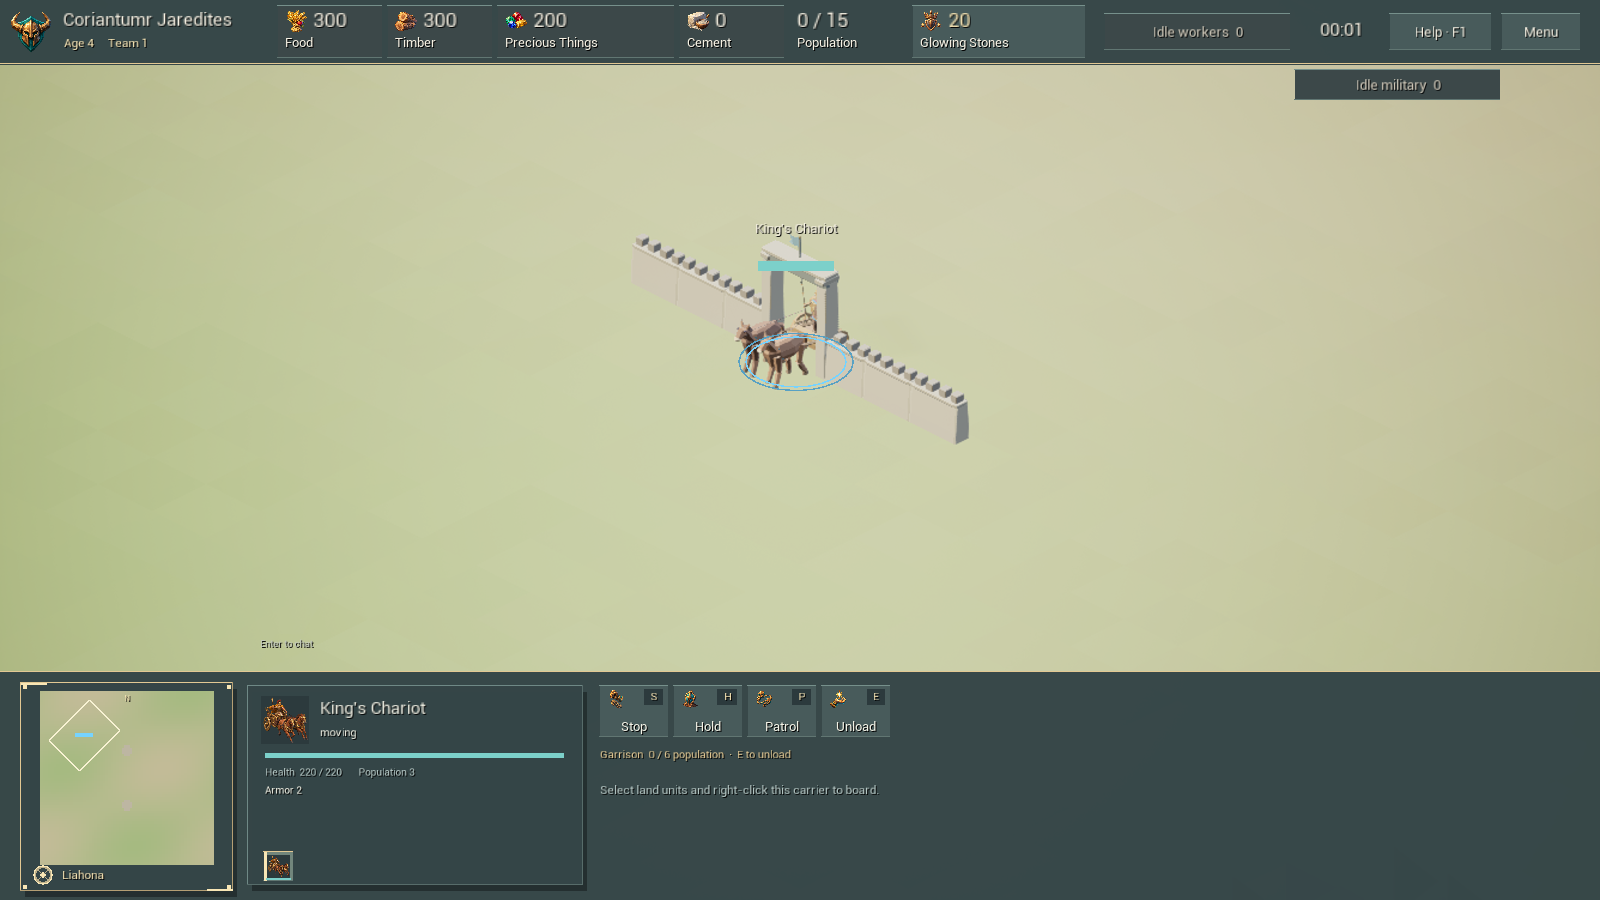 Coriantumr Jaredites
Age 4 Team 1
300
Food
300
Timber
200
Precious Things
0
Cement
0 / 15
Population
20
Glowing Stones
Idle workers 0
00:01
Help · F1
Menu
Idle military 0
King's Chariot
Enter to chat
N
Liahona
King's Chariot
moving
Health 220 / 220 Population 3
Armor 2
S
Stop
H
Hold
P
Patrol
E
Unload
Garrison 0 / 6 population · E to unload
Select land units and right-click this carrier to board.